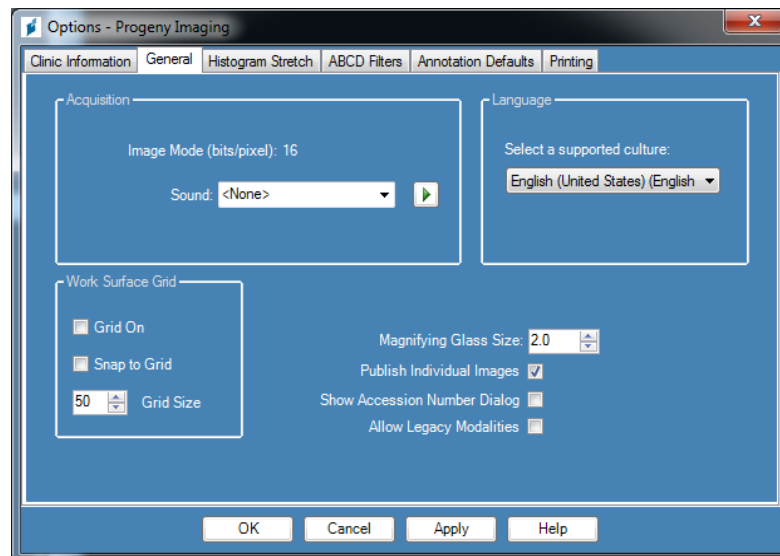 Options - Progeny Imaging
x
Clinic Information General Histogram Stretch ABCD Filters Annotation Defaults Printing
Acquisition
Image Mode (bits/pixel): 16
Sound: <None>
Language
Select a supported culture:
English (United States) (English
Work Surface Grid
Grid On
Snap to Grid
50 Grid Size
Magnifying Glass Size: 2.0
Publish Individual Images
Show Accession Number Dialog
Allow Legacy Modalities
OK Cancel Apply Help